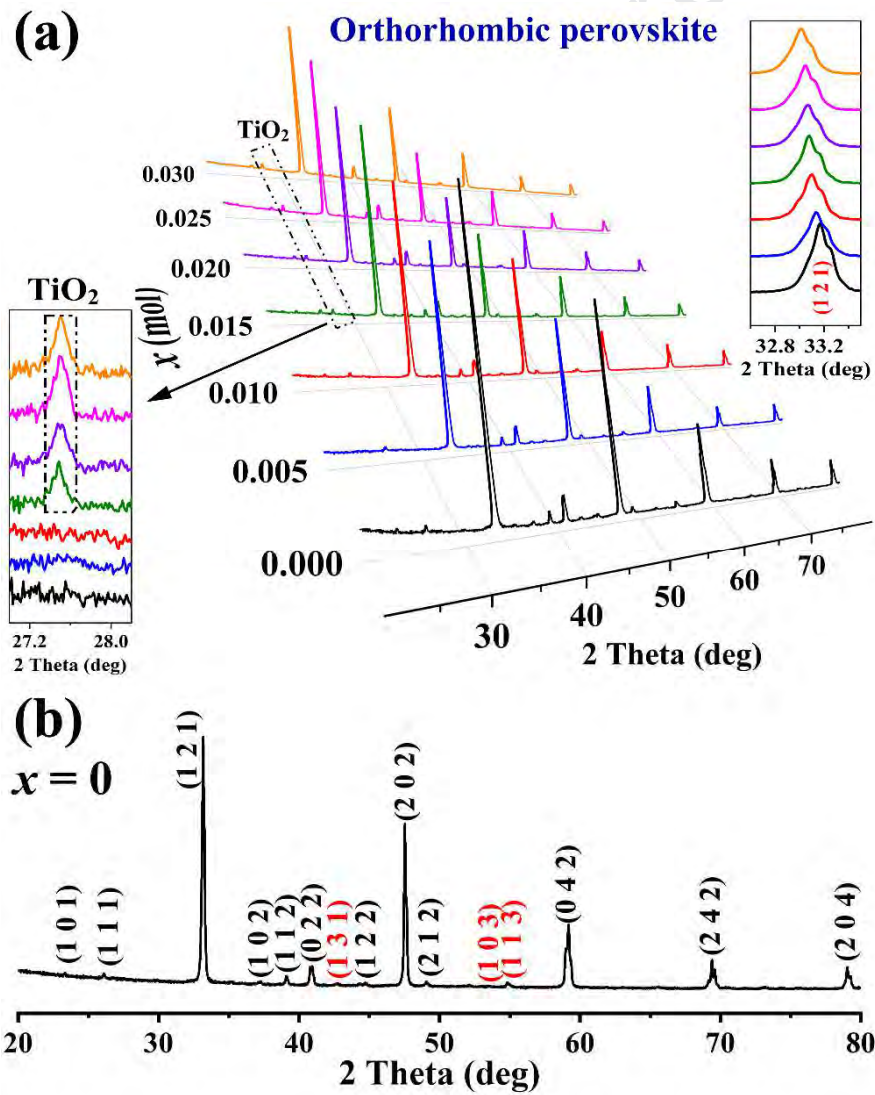 (a)
Orthorhombic perovskite
TiO2
0.030
0.025
0.020
0.015
0.010
0.005
0.000
x (mol)
30
40
50
60
70
2 Theta (deg)
TiO2
27.2 28.0
2 Theta (deg)
(1 2 1)
32.8 33.2
2 Theta (deg)
(b)
x = 0
(1 0 1)
(1 1 1)
(1 2 1)
(1 0 2)
(1 1 2)
(0 2 2)
(1 3 1)
(1 2 2)
(2 0 2)
(2 1 2)
(1 0 3)
(1 1 3)
(0 4 2)
(2 4 2)
(2 0 4)
20 30 40 50 60 70 80
2 Theta (deg)